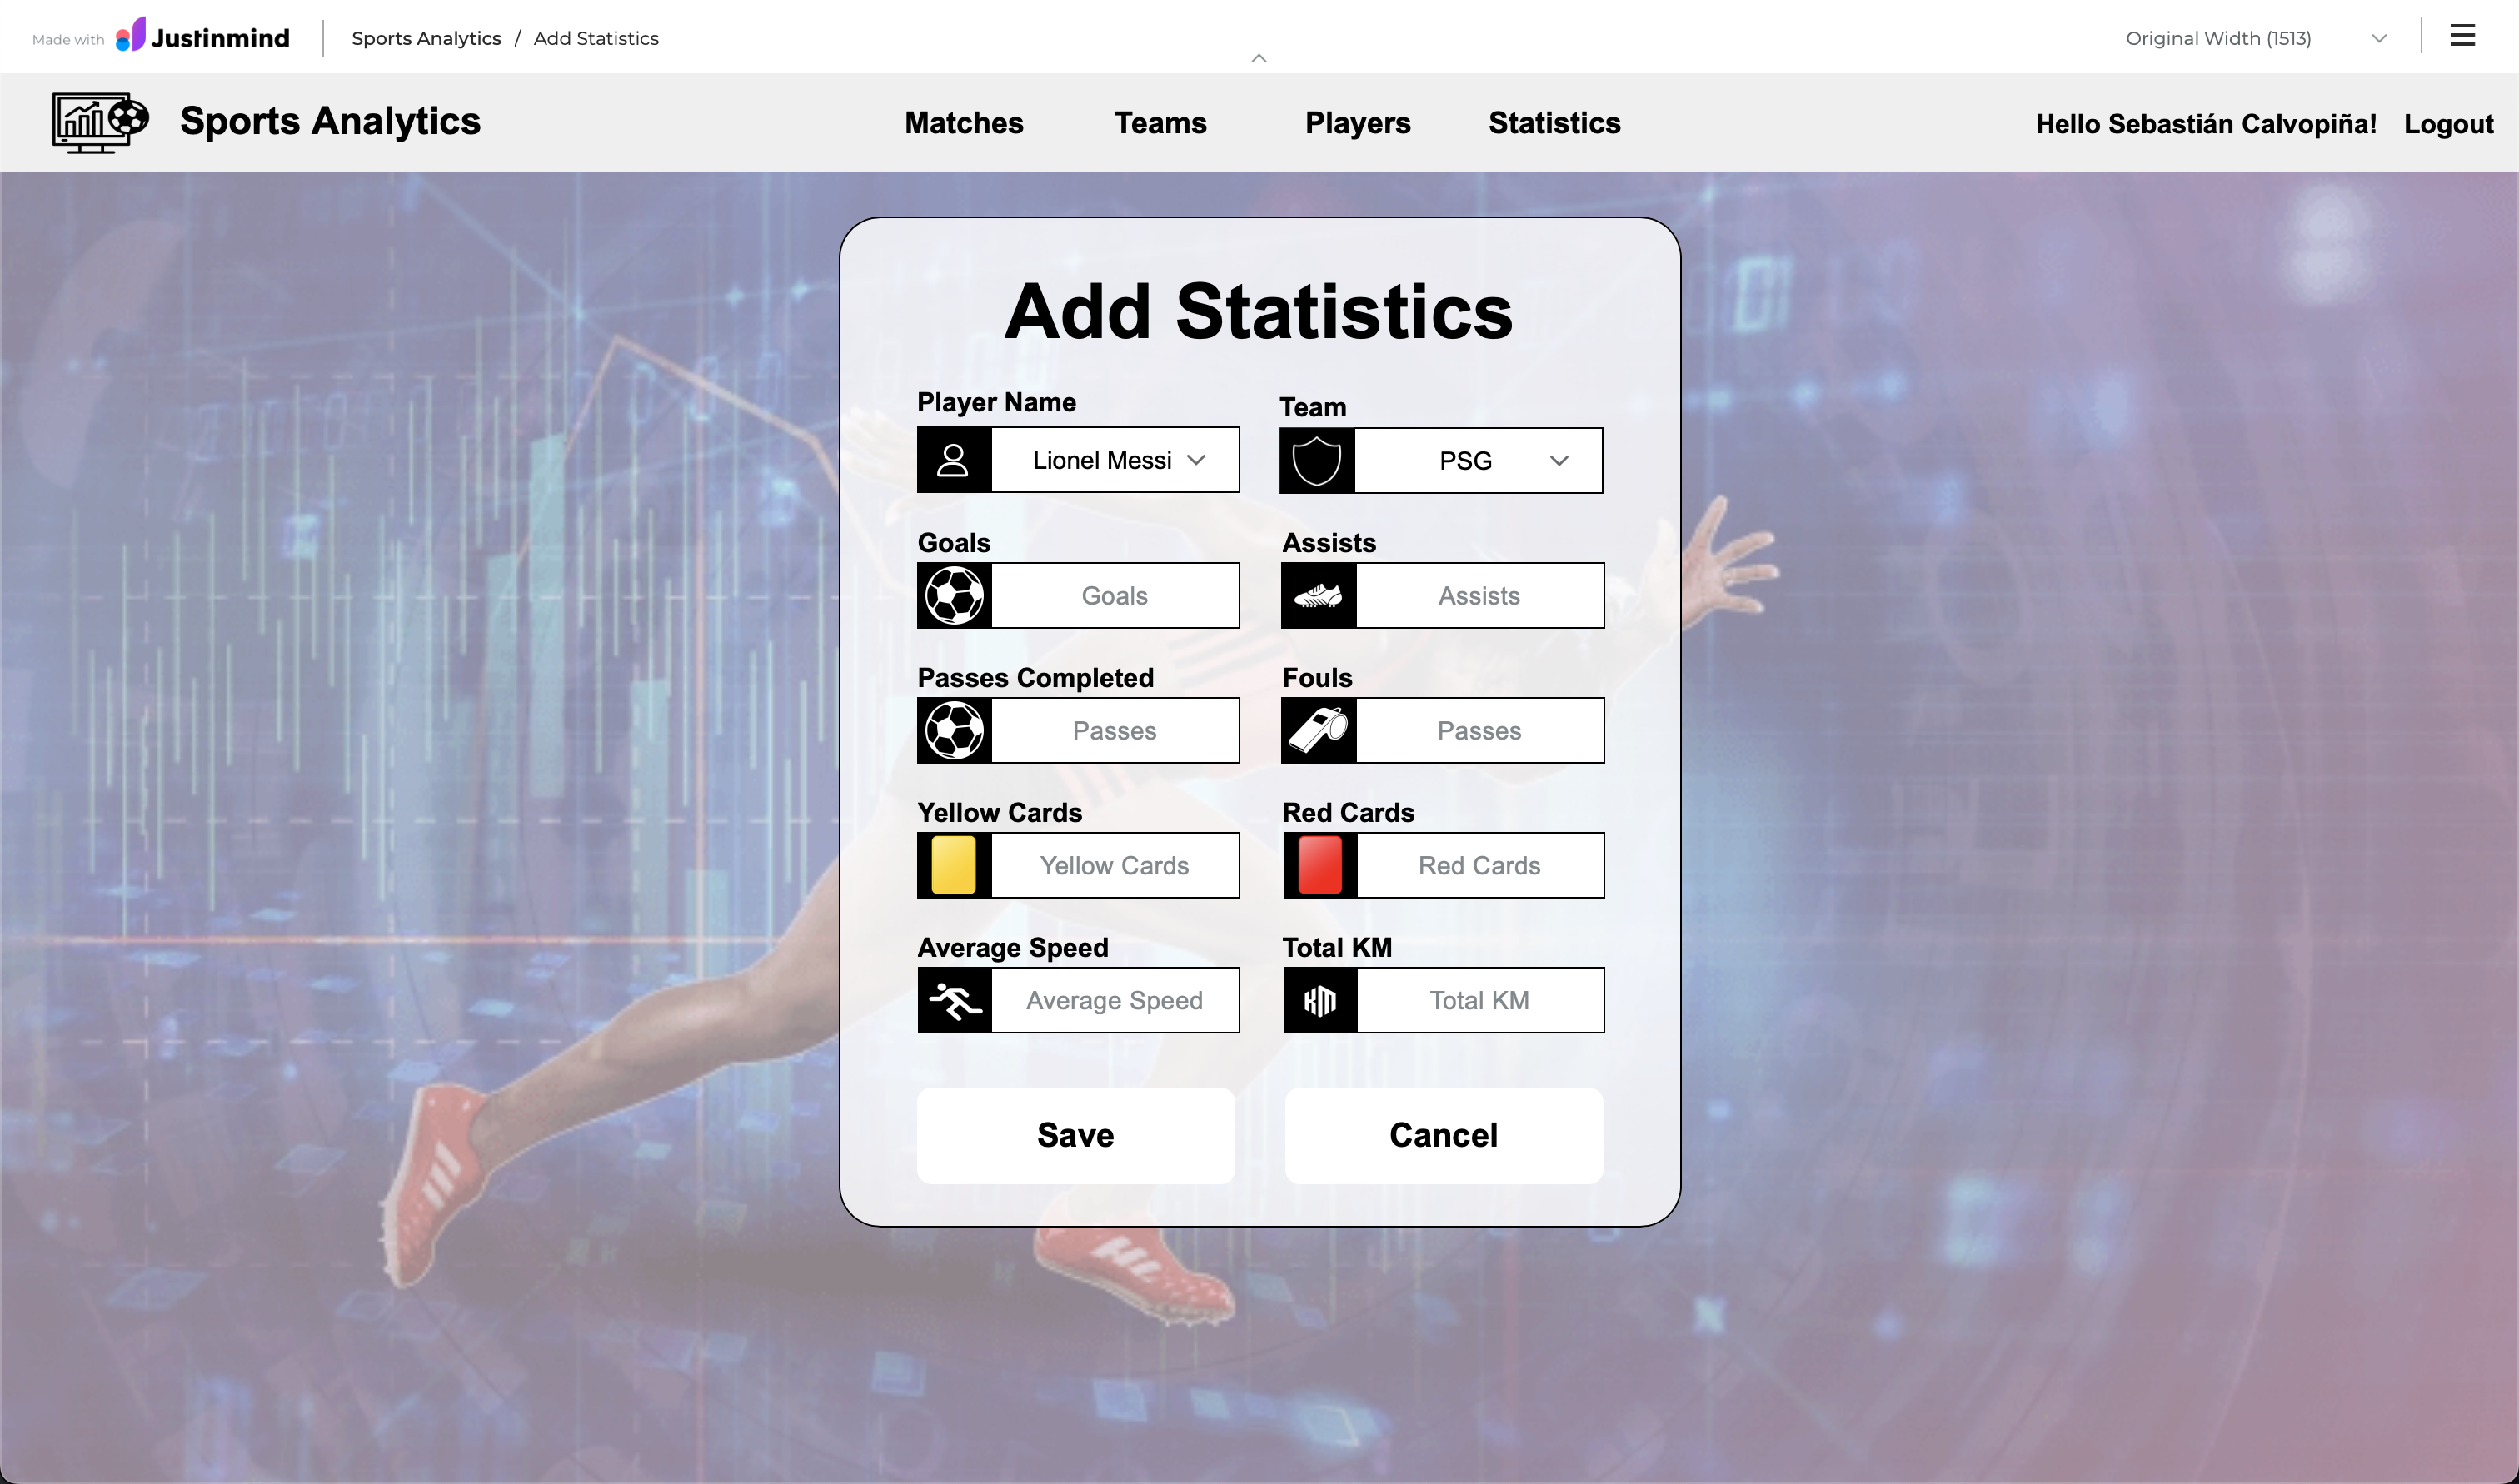 Made with Justinmind Sports Analytics / Add Statistics Original Width (1513)
Sports Analytics Matches Teams Players Statistics Hello Sebastián Calvopiña! Logout
Add Statistics
Player Name Team
Lionel Messi PSG
Goals Assists
Goals Assists
Passes Completed Fouls
Passes Passes
Yellow Cards Red Cards
Yellow Cards Red Cards
Average Speed Total KM
Average Speed KM Total KM
Save Cancel